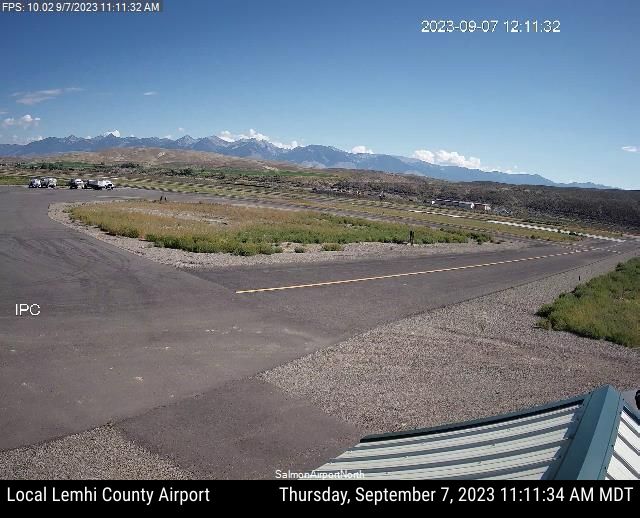 FPS: 10.02 9/7/2023 11:11:32 AM
2023-09-07 12:11:32
IPC
SalmonAirportNorth
Local Lemhi County Airport Thursday, September 7, 2023 11:11:34 AM MDT